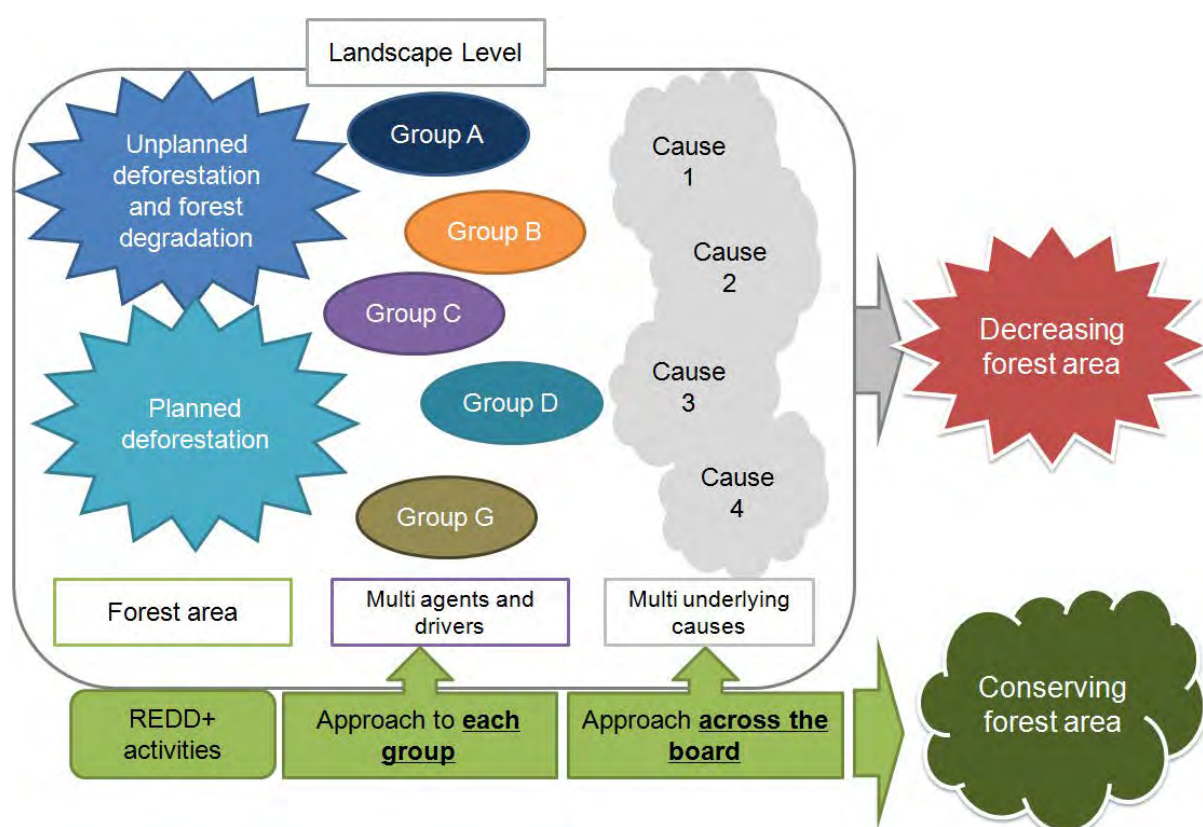 Landscape Level
Unplanned
deforestation
and forest
degradation
Planned
deforestation
Group A
Group B
Group C
Group D
Group G
Cause
1
Cause
2
Cause
3
Cause
4
Decreasing
forest area
Forest area
Multi agents and
drivers
Multi underlying
causes
REDD+
activities
Approach to each
group
Approach across the
board
Conserving
forest area